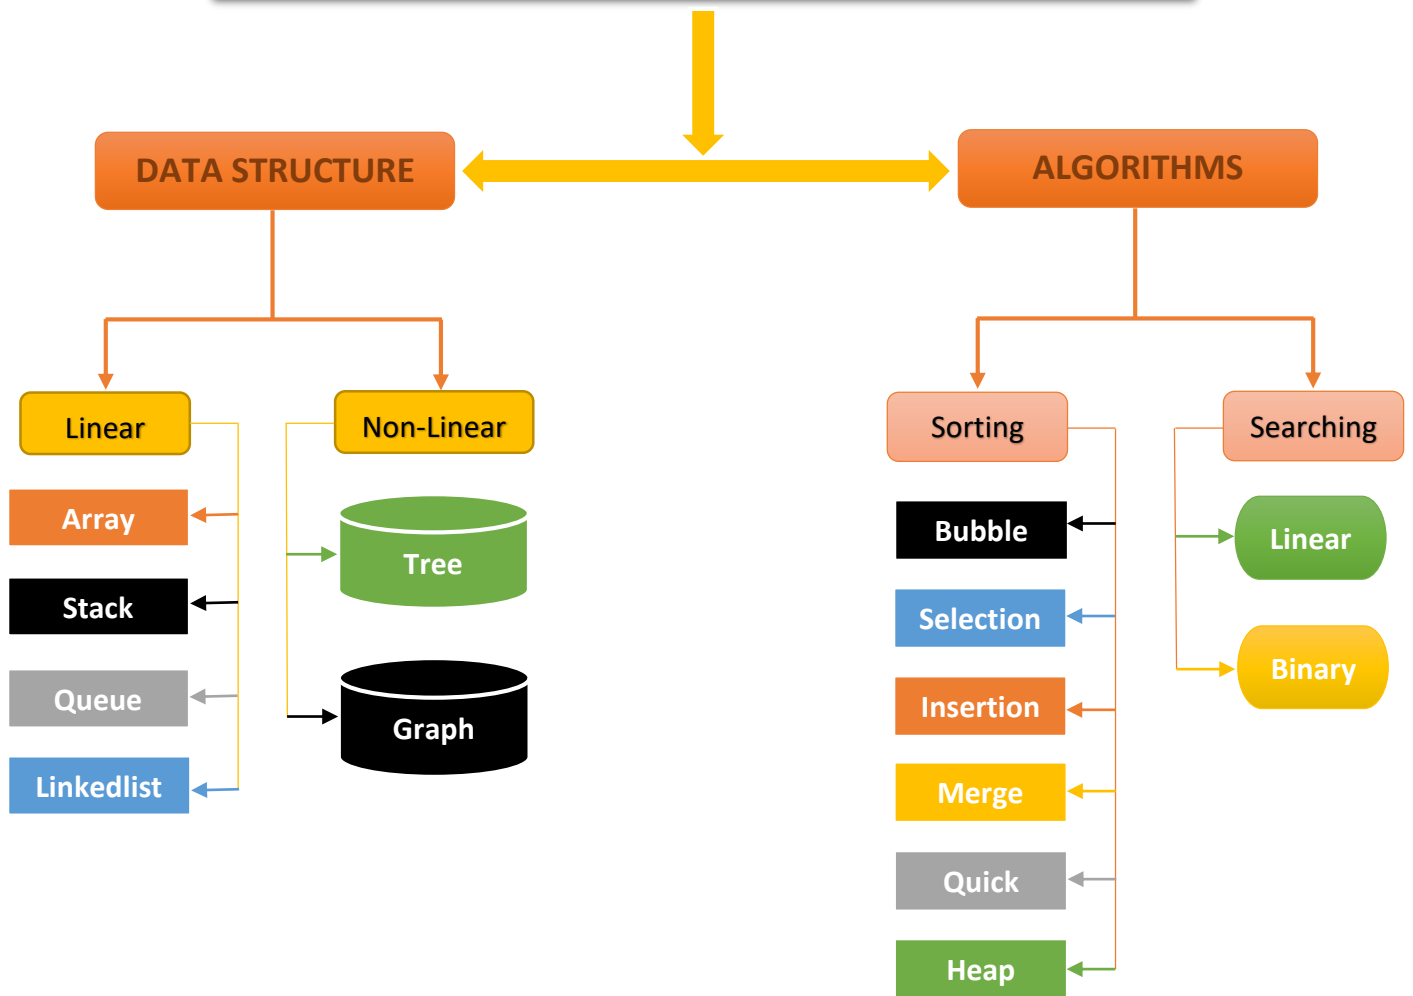 DATA STRUCTURE
ALGORITHMS
Linear
Non-Linear
Array
Stack
Queue
Linkedlist
Tree
Graph
Sorting
Searching
Bubble
Selection
Insertion
Merge
Quick
Heap
Linear
Binary